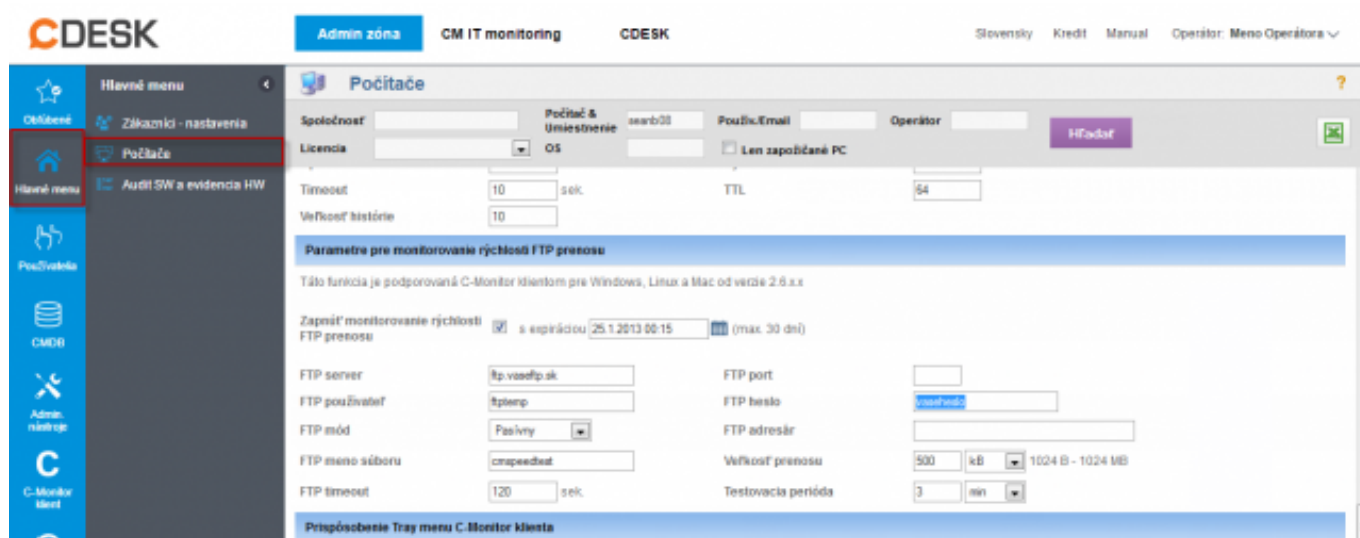 CDESK
Admin zóna CM IT monitoring CDESK Slovensky Kredit Manual Operátor: Meno Operátora
Obľúbené
Hlavné menu
Používatelia
CMDB
Admin. nástroje
C-Monitor klient
Hlavné menu
Zákazníci - nastavenia
Počítače
Audit SW a evidencia HW
Počítače ?
Spoločnosť Počítač & Umiestnenie seanb08 Použív./Email Operátor Hľadať
Licencia OS Len zapožičané PC
Timeout 10 sek. TTL 64
Veľkosť histórie 10
Parametre pre monitorovanie rýchlosti FTP prenosu
Táto funkcia je podporovaná C-Monitor klientom pre Windows, Linux a Mac od verzie 2.6.x.x
Zapnúť monitorovanie rýchlosti FTP prenosu s expiráciou 25.1.2013 00:15 (max. 30 dní)
FTP server ftp.vaseftp.sk FTP port
FTP používateľ ftptemp FTP heslo vaseheslo
FTP mód Pasívny FTP adresár
FTP meno súboru cmspeedtest Veľkosť prenosu 500 kB 1024 B - 1024 MB
FTP timeout 120 sek. Testovacia perióda 3 min
Prispôsobenie Tray menu C-Monitor klienta